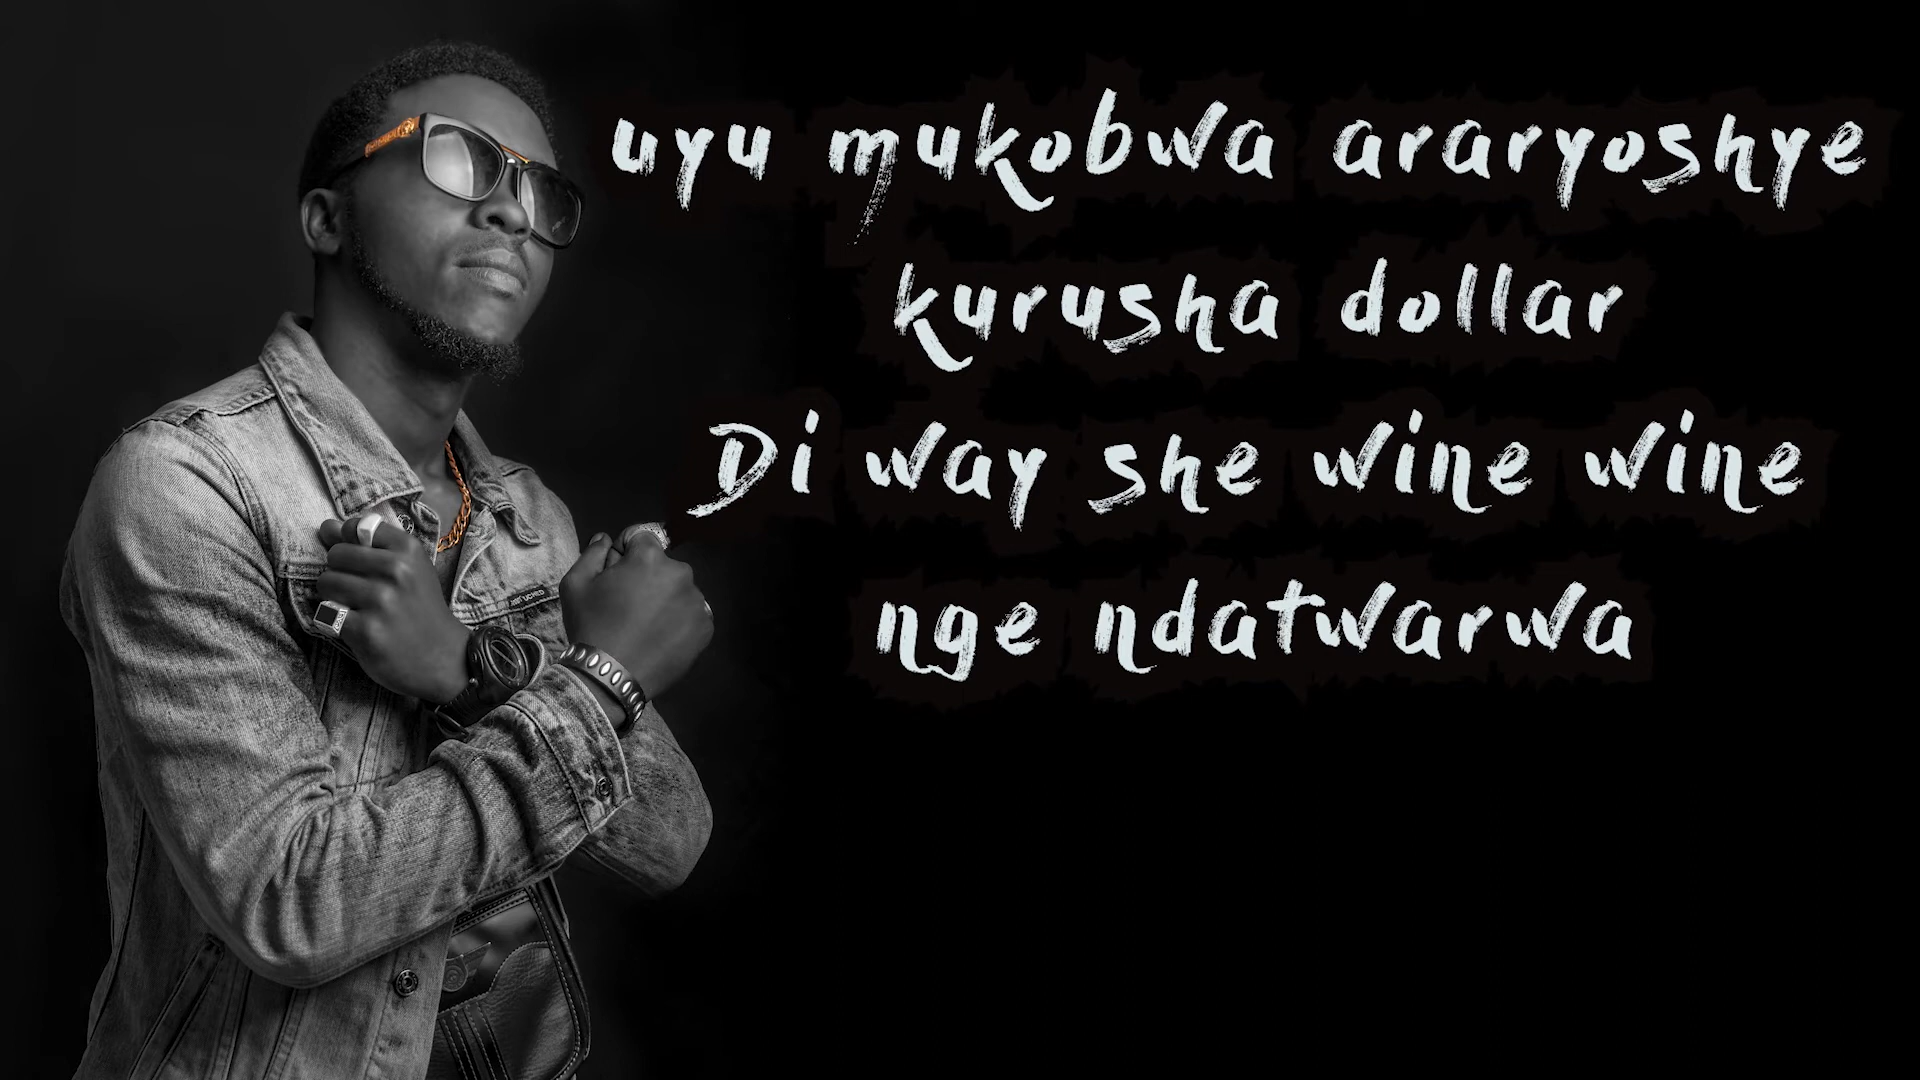 uyu mukobwa araryoshye
kurusha dollar
Di way she wine wine
nge ndatwarwa